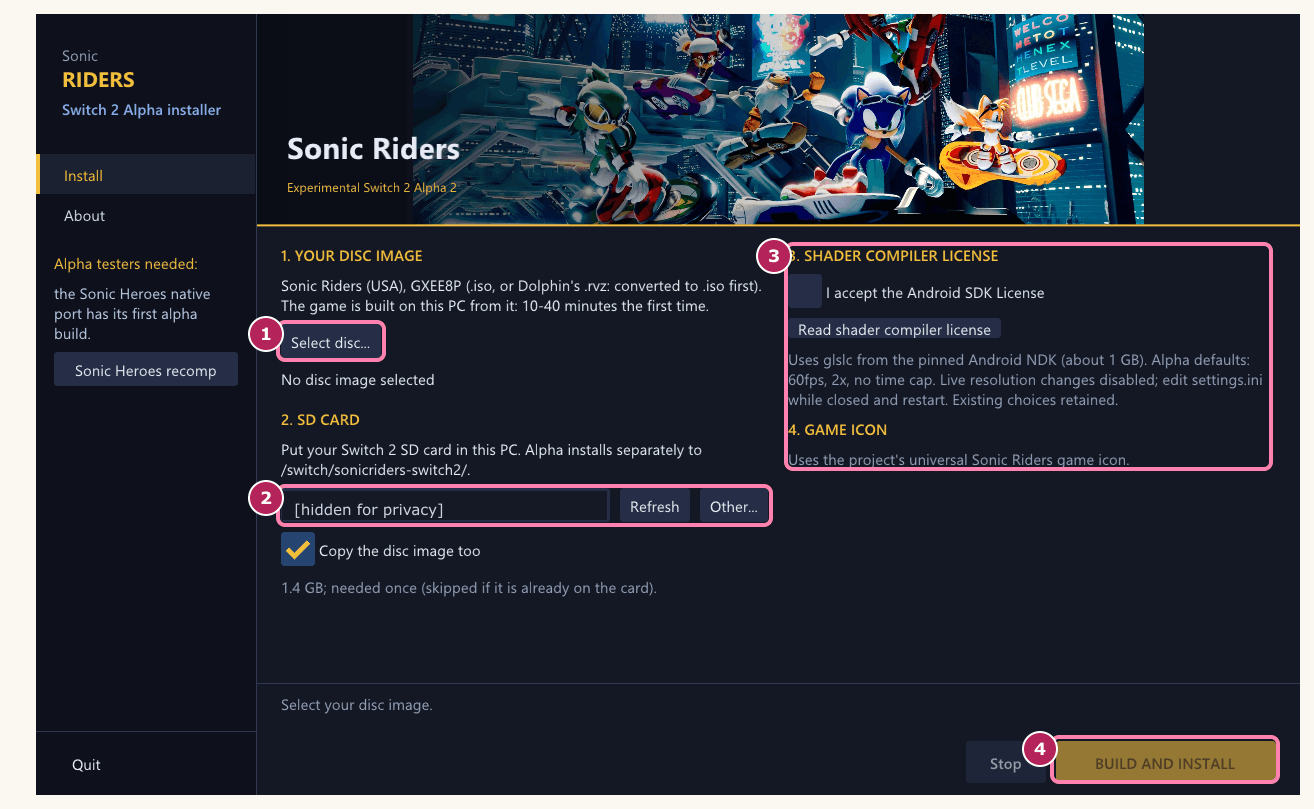 Sonic
RIDERS
Switch 2 Alpha installer
Install
About
Alpha testers needed:
the Sonic Heroes native
port has its first alpha
build.
Sonic Heroes recomp
Quit
WELCO
METOT
HENEX
TLEVEL
CLUB SEGA
Sonic Riders
Experimental Switch 2 Alpha 2
1. YOUR DISC IMAGE
Sonic Riders (USA), GXEE8P (.iso, or Dolphin's .rvz: converted to .iso first).
The game is built on this PC from it: 10-40 minutes the first time.
1
Select disc...
No disc image selected
2. SD CARD
Put your Switch 2 SD card in this PC. Alpha installs separately to
/switch/sonicriders-switch2/.
2
[hidden for privacy]
Refresh
Other...
Copy the disc image too
1.4 GB; needed once (skipped if it is already on the card).
3
3. SHADER COMPILER LICENSE
I accept the Android SDK License
Read shader compiler license
Uses glslc from the pinned Android NDK (about 1 GB). Alpha defaults:
60fps, 2x, no time cap. Live resolution changes disabled; edit settings.ini
while closed and restart. Existing choices retained.
4. GAME ICON
Uses the project's universal Sonic Riders game icon.
Select your disc image.
Stop
4
BUILD AND INSTALL